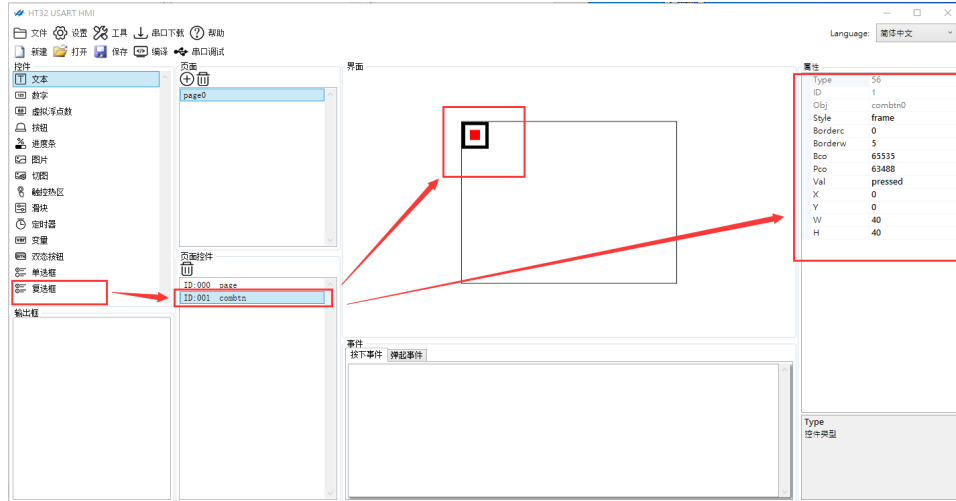 HT32 USART HMI
文件 设置 工具 串口下载 帮助
Language: 简体中文
新建 打开 保存 编译 串口调试
控件
文本
数字
虚拟浮点数
按钮
进度条
图片
切图
触控热区
滑块
定时器
变量
双态按钮
单选框
复选框
输出框
页面
page0
页面控件
ID:000 page
ID:001 combtn
界面
事件
按下事件 弹起事件
属性
Type 56
ID 1
Obj combtn0
Style frame
Borderc 0
Borderw 5
Bco 65535
Pco 63488
Val pressed
X 0
Y 0
W 40
H 40
Type
控件类型